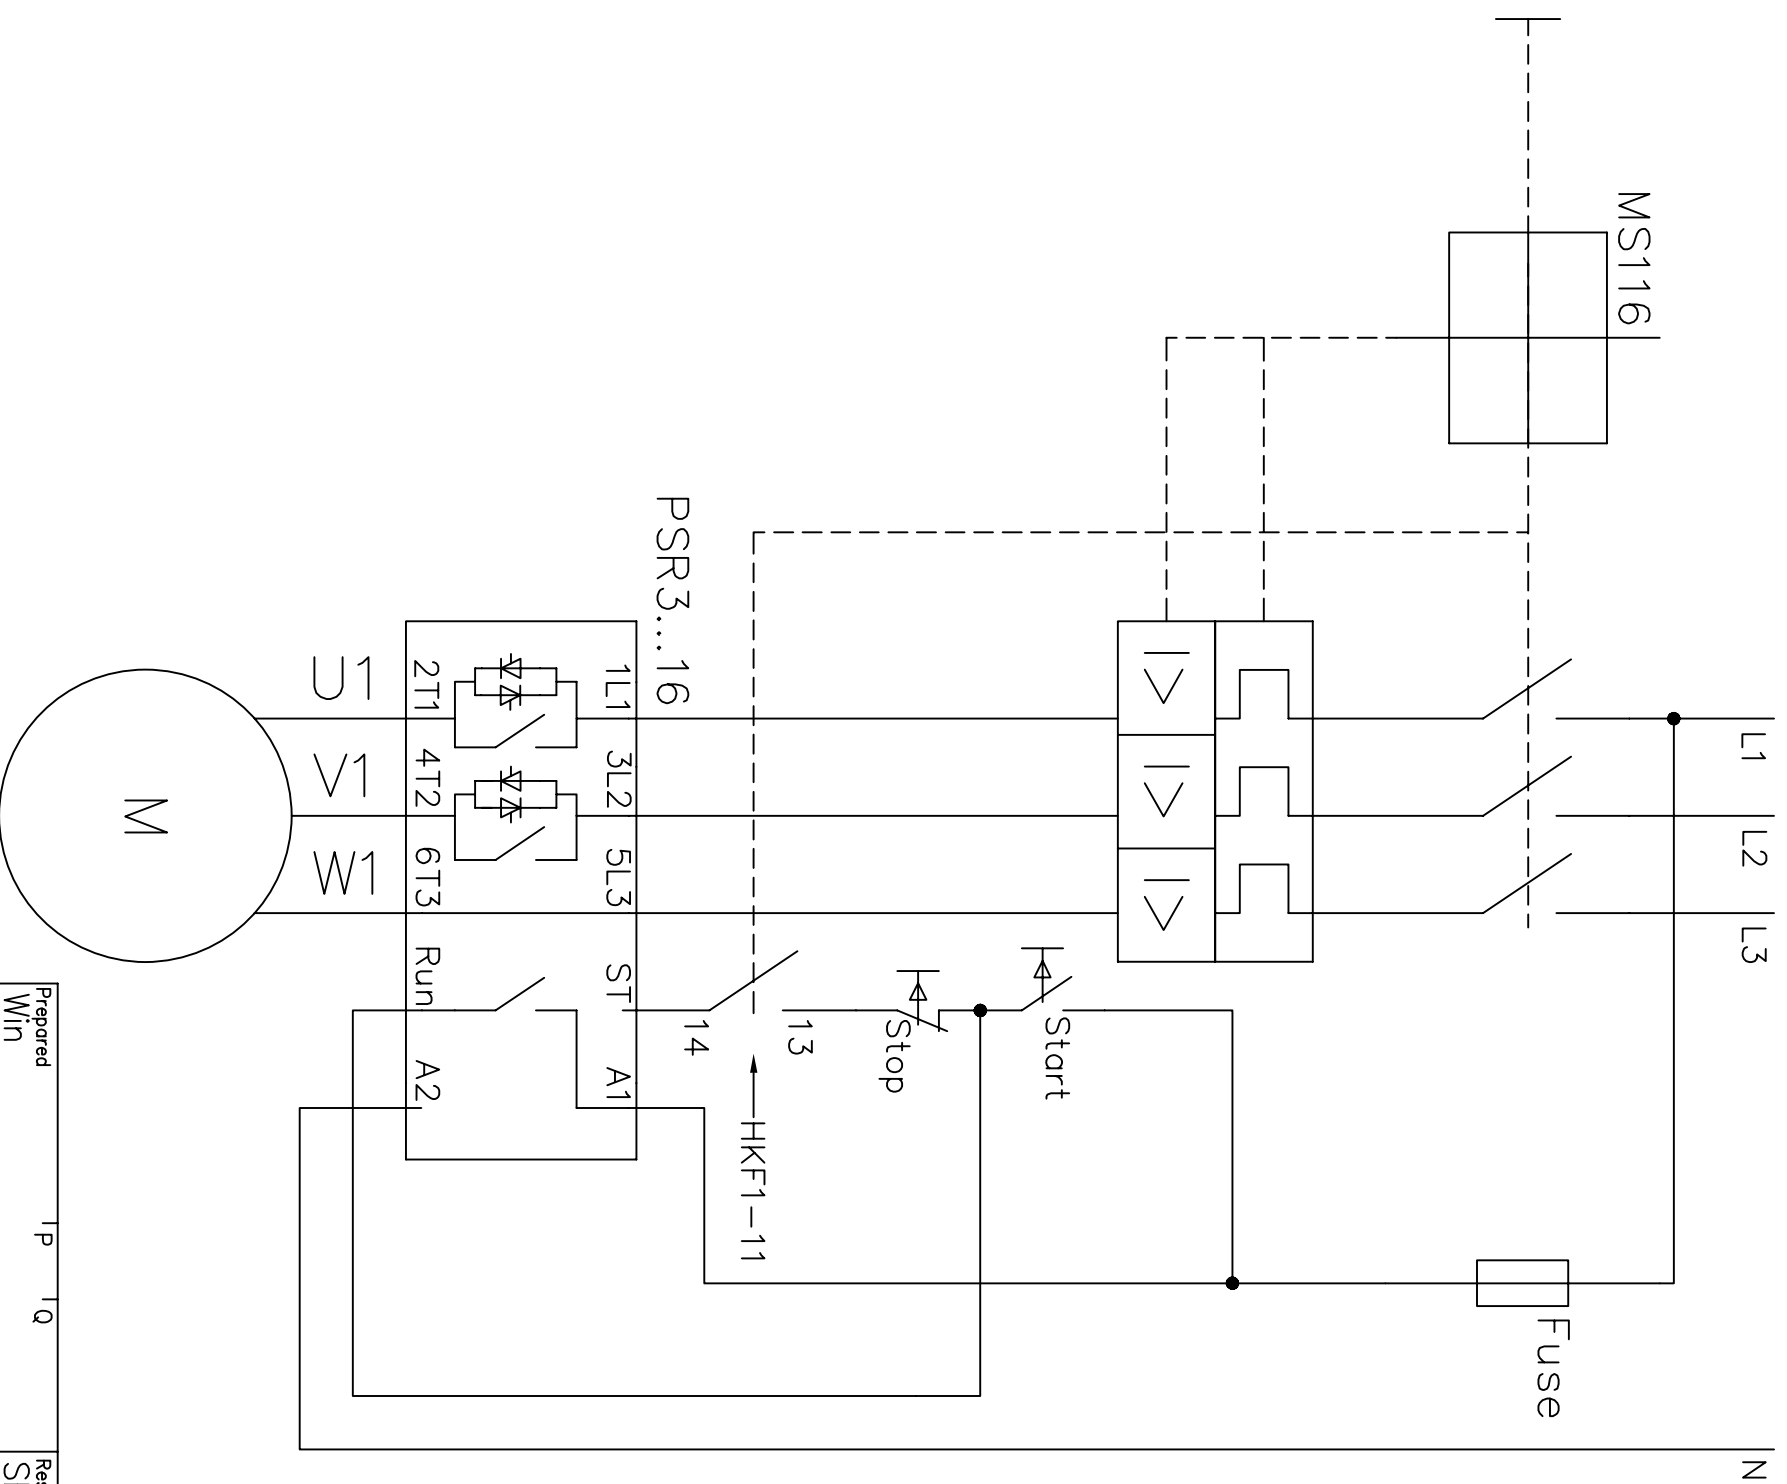 L1
L2
L3
N
MS116
Fuse
Start
Stop
13
14
HKF1-11
PSR3...16
1L1
3L2
5L3
ST
A1
2T1
4T2
6T3
Run
A2
U1
V1
W1
M
Prepared
Win
P
Q